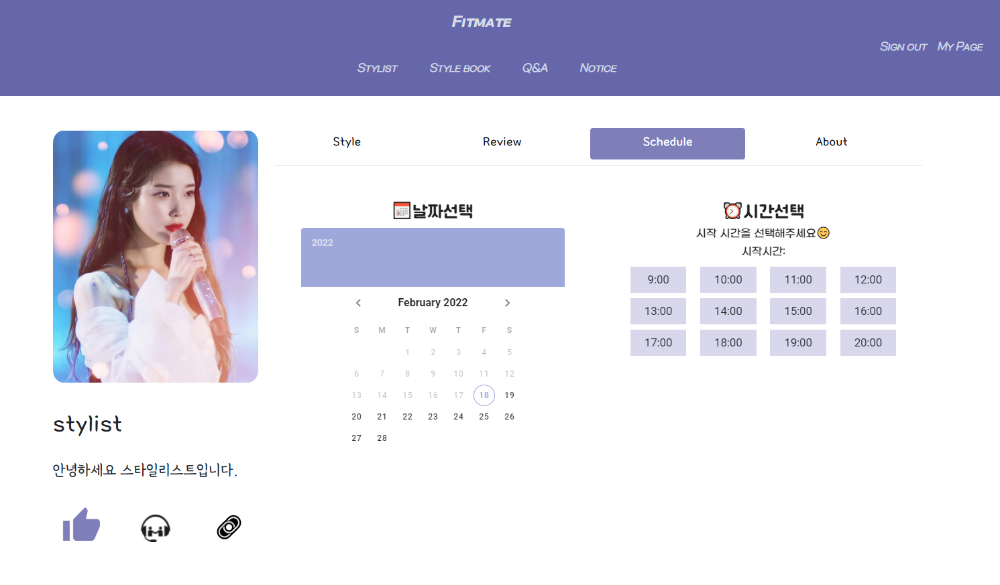 Fitmate
Sign out My Page
Stylist Style book Q&A Notice
Style Review Schedule About
날짜선택
2022
February 2022
S M T W T F S
1 2 3 4 5
6 7 8 9 10 11 12
13 14 15 16 17 18 19
20 21 22 23 24 25 26
27 28
시간선택
시작 시간을 선택해주세요😊
시작시간:
9:00 10:00 11:00 12:00
13:00 14:00 15:00 16:00
17:00 18:00 19:00 20:00
stylist
안녕하세요 스타일리스트입니다.